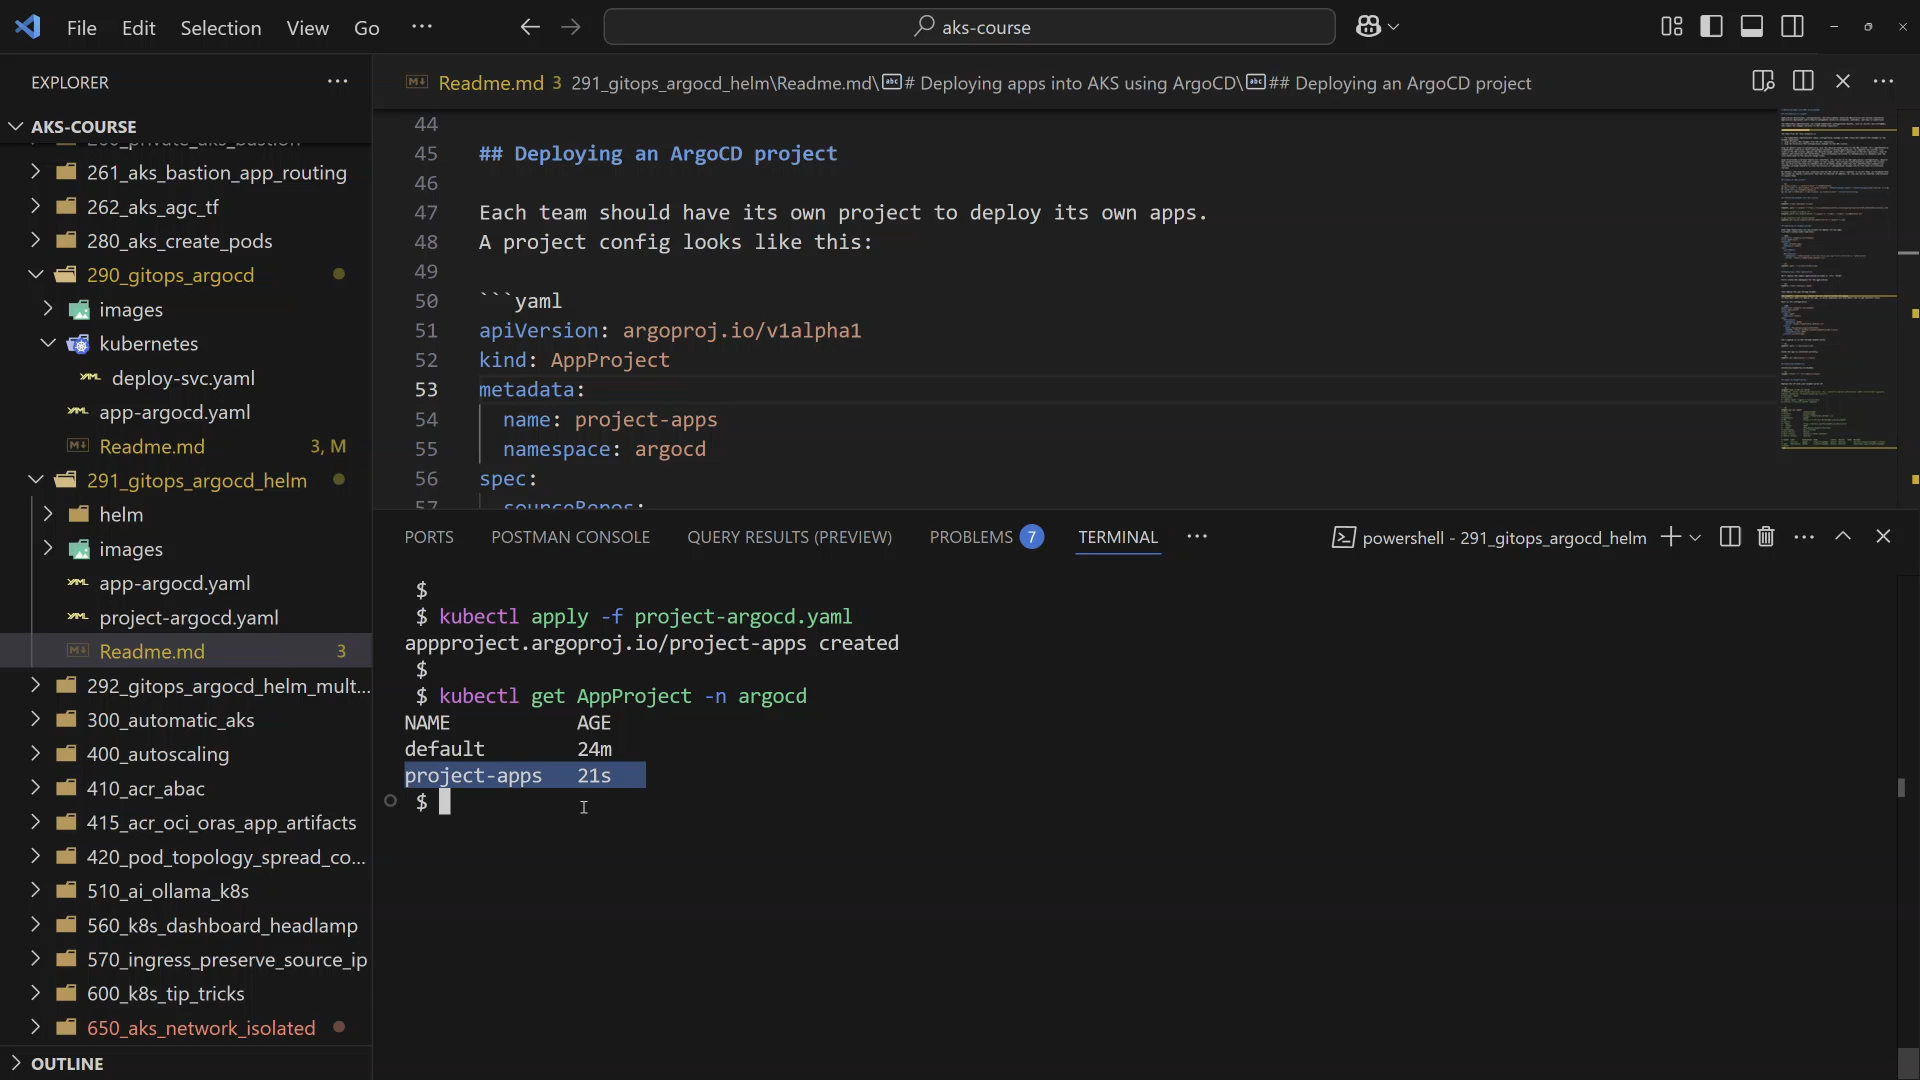 File Edit Selection View Go ···
aks-course
EXPLORER
AKS-COURSE
261_aks_bastion_app_routing
262_aks_agc_tf
280_aks_create_pods
290_gitops_argocd
images
kubernetes
deploy-svc.yaml
app-argocd.yaml
Readme.md 3, M
291_gitops_argocd_helm
helm
images
app-argocd.yaml
project-argocd.yaml
Readme.md 3
292_gitops_argocd_helm_mult...
300_automatic_aks
400_autoscaling
410_acr_abac
415_acr_oci_oras_app_artifacts
420_pod_topology_spread_co...
510_ai_ollama_k8s
560_k8s_dashboard_headlamp
570_ingress_preserve_source_ip
600_k8s_tip_tricks
650_aks_network_isolated
OUTLINE
Readme.md 3 291_gitops_argocd_helm\Readme.md\# Deploying apps into AKS using ArgoCD\## Deploying an ArgoCD project
44
45 ## Deploying an ArgoCD project
46
47 Each team should have its own project to deploy its own apps.
48 A project config looks like this:
49
50 ```yaml
51 apiVersion: argoproj.io/v1alpha1
52 kind: AppProject
53 metadata:
54 name: project-apps
55 namespace: argocd
56 spec:
57 sourceRepos:
PORTS POSTMAN CONSOLE QUERY RESULTS (PREVIEW) PROBLEMS 7 TERMINAL ··· powershell - 291_gitops_argocd_helm
$
$ kubectl apply -f project-argocd.yaml
appproject.argoproj.io/project-apps created
$
$ kubectl get AppProject -n argocd
NAME AGE
default 24m
project-apps 21s
$